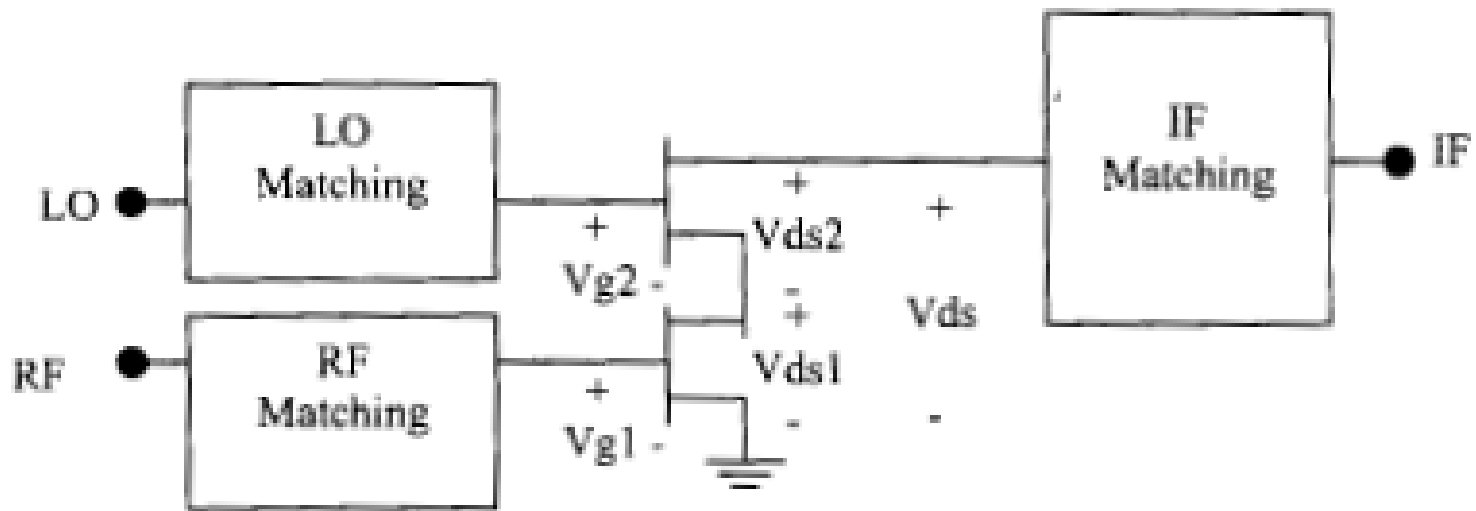 LO
LO
Matching
RF
RF
Matching
+
Vg2 -
+
Vg1 -
+
Vds2
-
+
Vds1
-
+
Vds
-
IF
Matching
IF